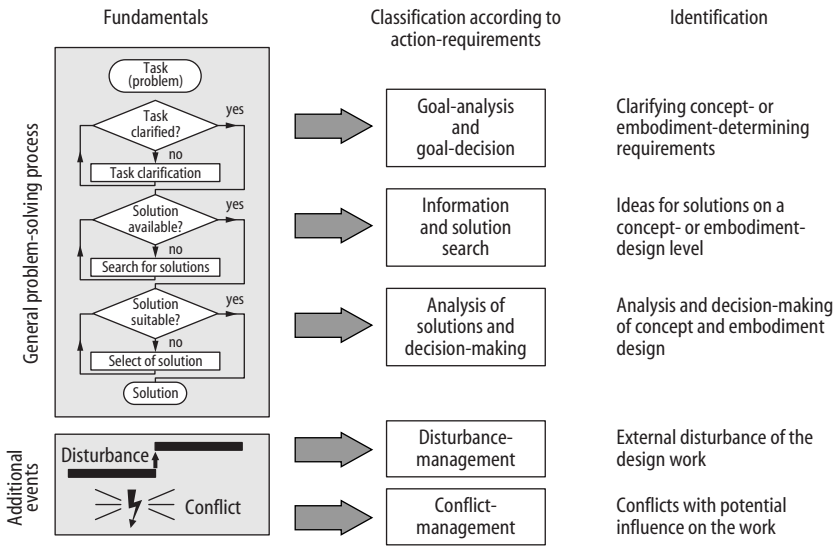 Fundamentals
Classification according to
action-requirements
Identification
General problem-solving process
Task
(problem)
Task
clarified?
yes
no
Task clarification
Goal-analysis
and
goal-decision
Clarifying concept- or
embodiment-determining
requirements
Solution
available?
yes
no
Search for solutions
Information
and solution
search
Ideas for solutions on a
concept- or embodiment-
design level
Solution
suitable?
yes
no
Select of solution
Solution
Analysis of
solutions and
decision-making
Analysis and decision-making
of concept and embodiment
design
Additional
events
Disturbance
Disturbance-
management
External disturbance of the
design work
Conflict
Conflict-
management
Conflicts with potential
influence on the work